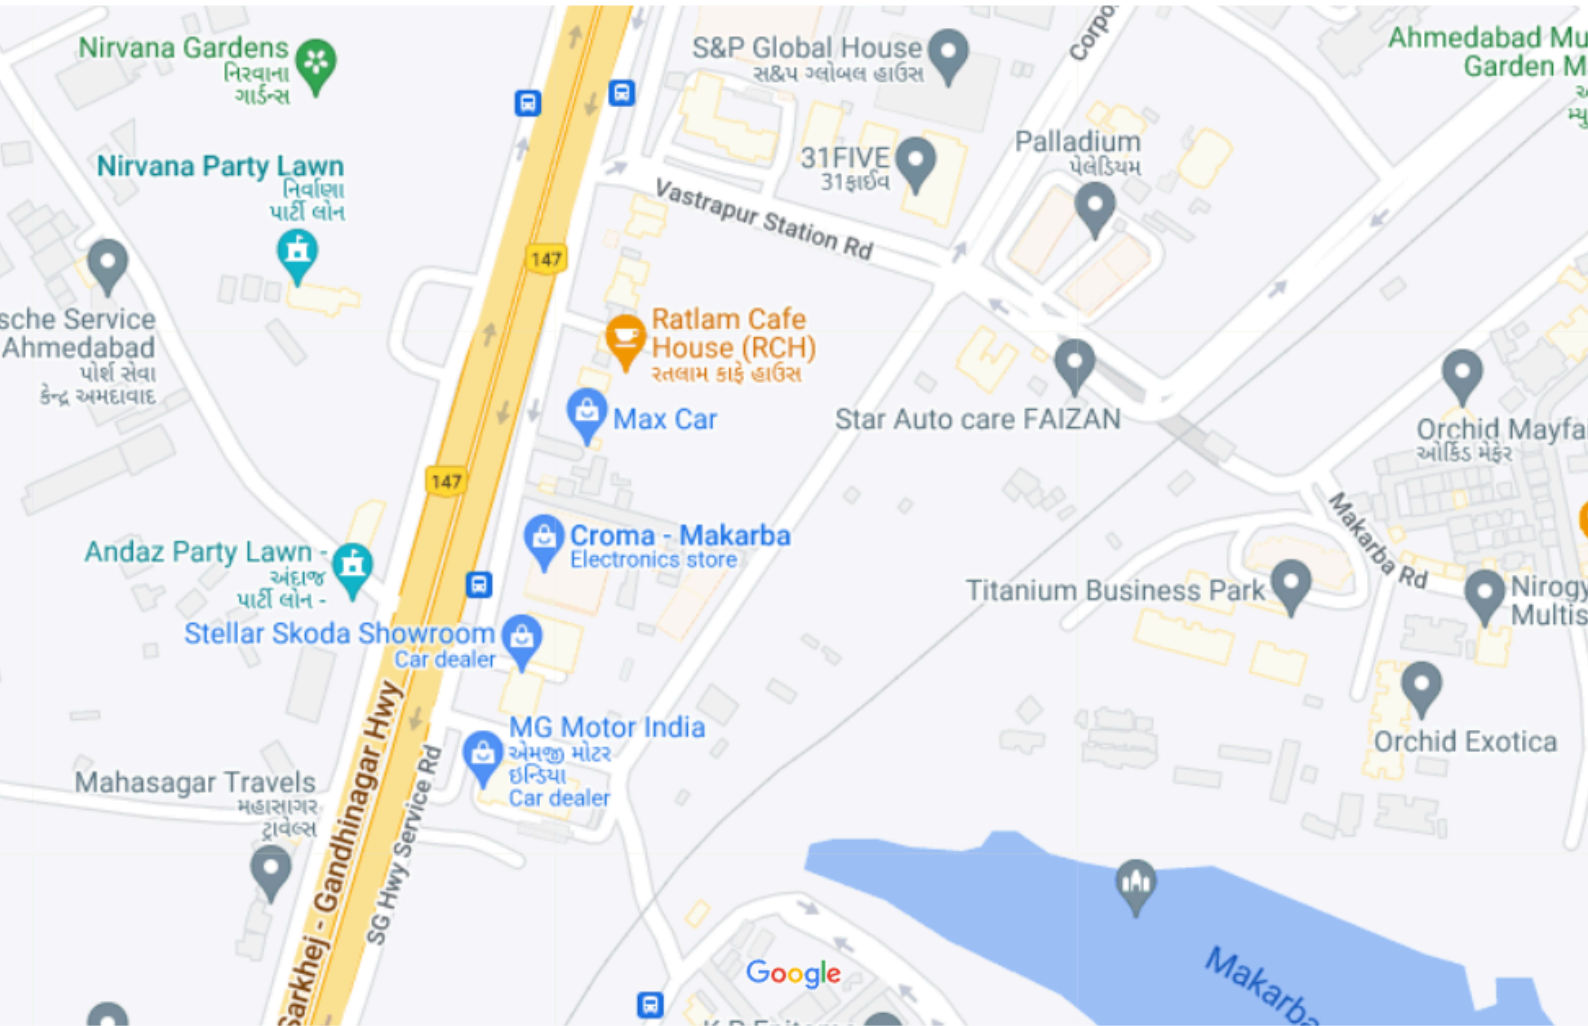 Nirvana Gardens
નિરવાના
ગાર્ડન્સ
S&P Global House
સ&પ ગ્લોબલ હાઉસ
Corpo
Ahmedabad Mu
Garden M
અ
મ્યુ
Nirvana Party Lawn
નિર્વાણા
પાર્ટી લોન
31FIVE
31ફાઈવ
Palladium
પેલેડિયમ
Vastrapur Station Rd
147
sche Service
Ahmedabad
પોર્શ સેવા
કેન્દ્ર અમદાવાદ
Ratlam Cafe
House (RCH)
રતલામ કાફે હાઉસ
Max Car
Star Auto care FAIZAN
Orchid Mayfai
ઓર્કિડ મેફેર
147
Makarba Rd
Croma - Makarba
Electronics store
Andaz Party Lawn -
અંદાજ
પાર્ટી લોન -
Titanium Business Park
Nirogy
Multis
Stellar Skoda Showroom
Car dealer
MG Motor India
એમજી મોટર
ઇન્ડિયા
Car dealer
Orchid Exotica
Mahasagar Travels
મહાસાગર
ટ્રાવેલ્સ
Sarkhej - Gandhinagar Hwy
SG Hwy Service Rd
Google
Makarba